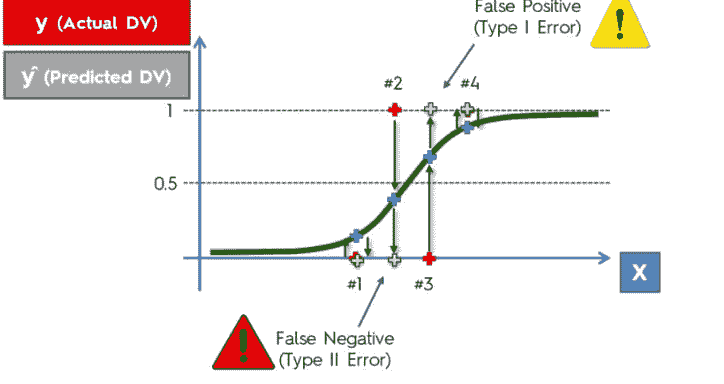 y (Actual DV)
y^ (Predicted DV)
False Positive
(Type I Error)
!
#2
#4
1
0.5
#1
#3
X
!
False Negative
(Type II Error)